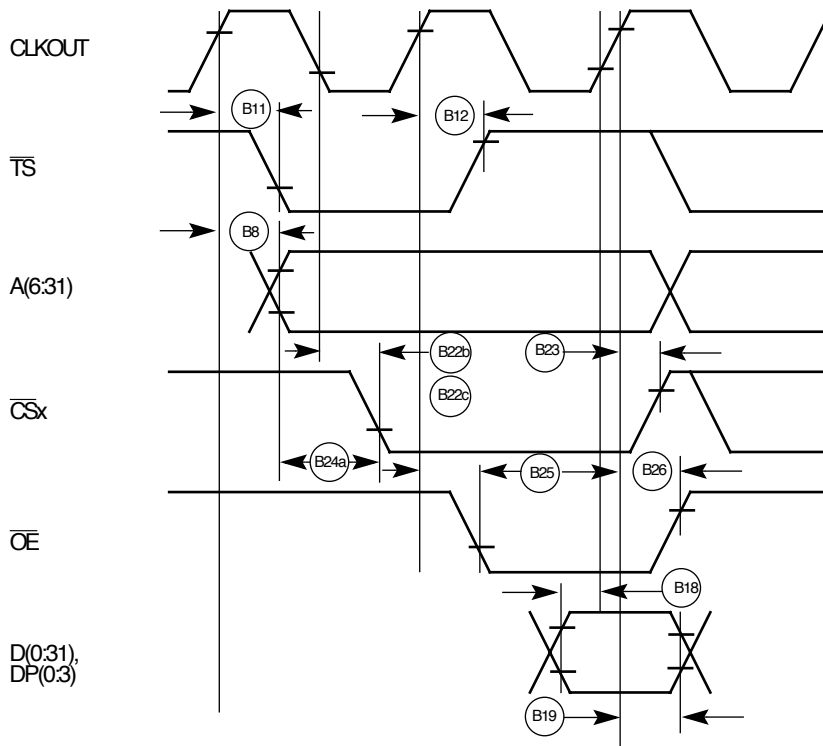 CLKOUT
B11
B12
TS
B8
A(6:31)
B22b
B23
B22c
CSx
B24a
B25
B26
OE
B18
D(0:31),
DP(0:3)
B19